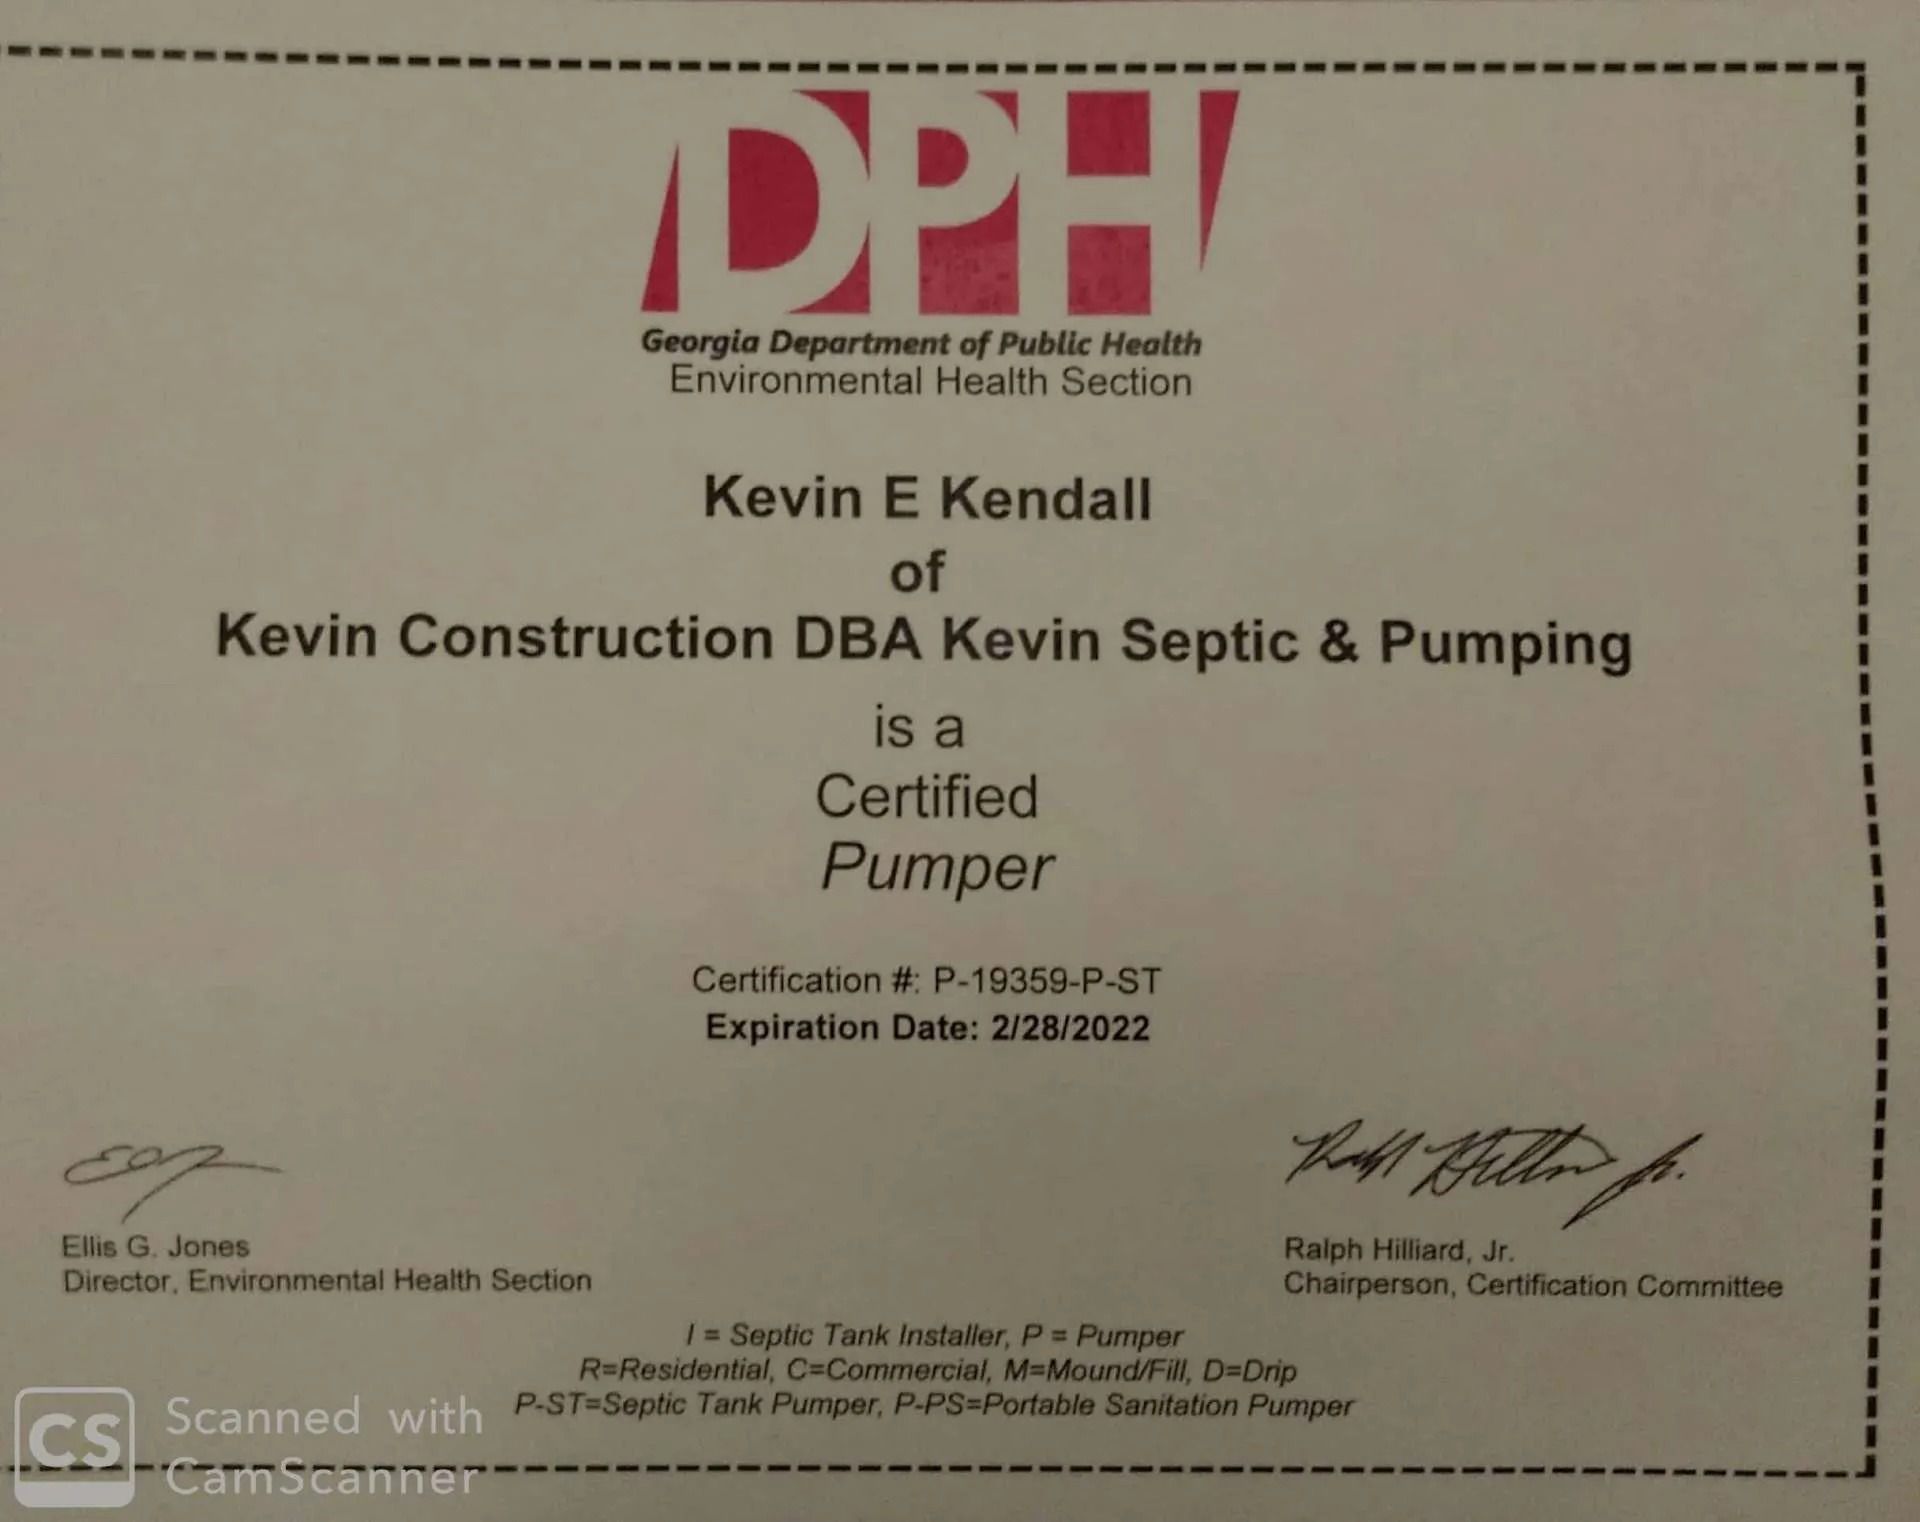 DPH
Georgia Department of Public Health
Environmental Health Section
Kevin E Kendall
of
Kevin Construction DBA Kevin Septic & Pumping
is a
Certified
Pumper
Certification #: P-19359-P-ST
Expiration Date: 2/28/2022
Ralph Hilliard Jr.
Ellis G. Jones
Director, Environmental Health Section
Ralph Hilliard, Jr.
Chairperson, Certification Committee
I = Septic Tank Installer, P = Pumper
R=Residential, C=Commercial, M=Mound/Fill, D=Drip
P-ST=Septic Tank Pumper, P-PS=Portable Sanitation Pumper
CS
Scanned with
CamScanner